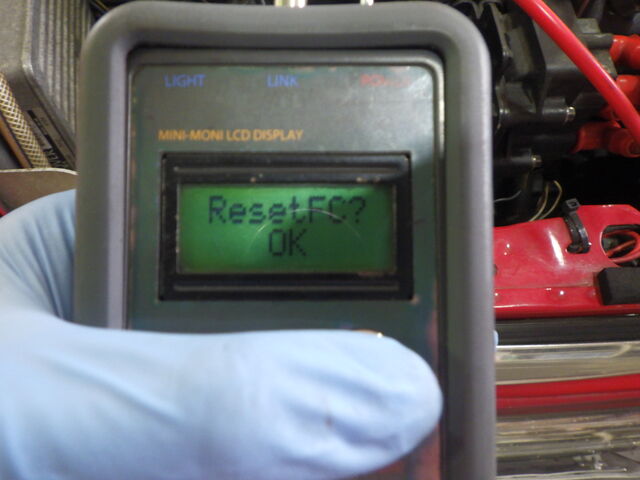 LIGHT LINK
MINI-MONI LCD DISPLAY
ResetFC?
OK